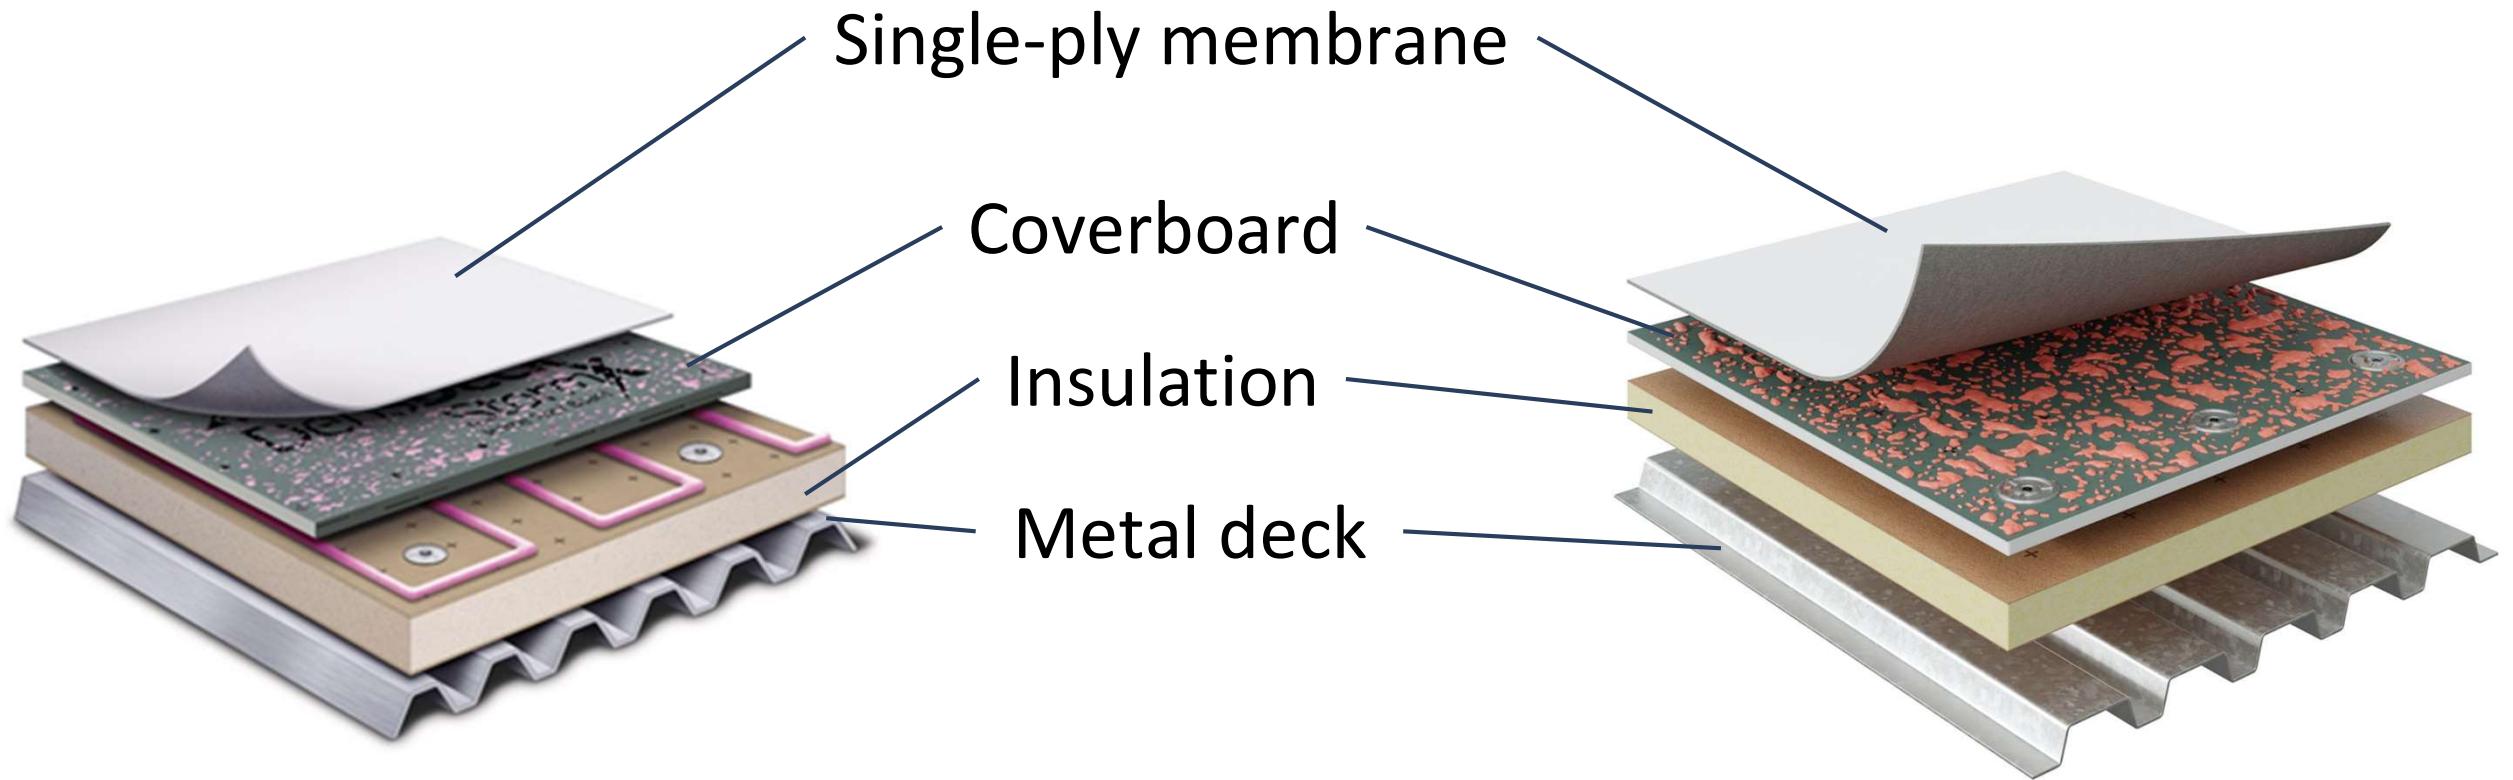 Single-ply membrane
Coverboard
Insulation
Metal deck